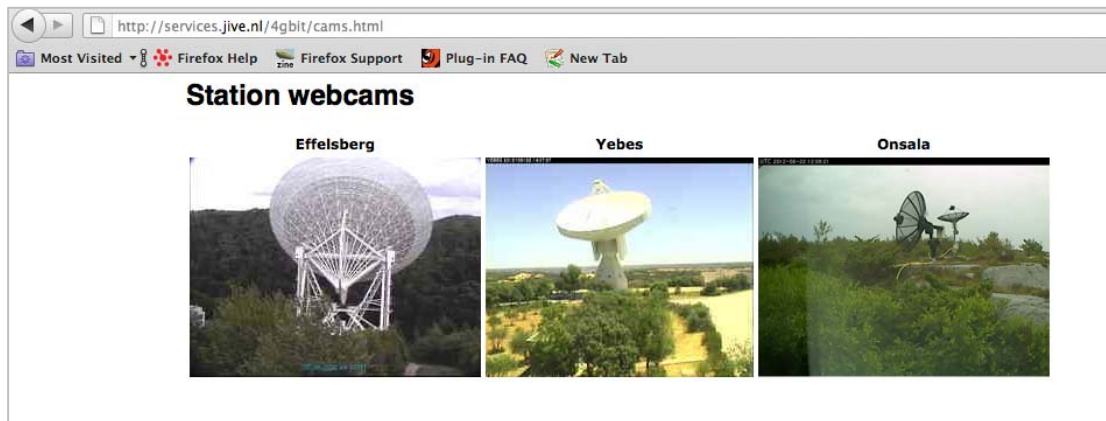 http://services.jive.nl/4gbit/cams.html
Most Visited Firefox Help Firefox Support Plug-in FAQ New Tab
Station webcams
Effelsberg Yebes Onsala